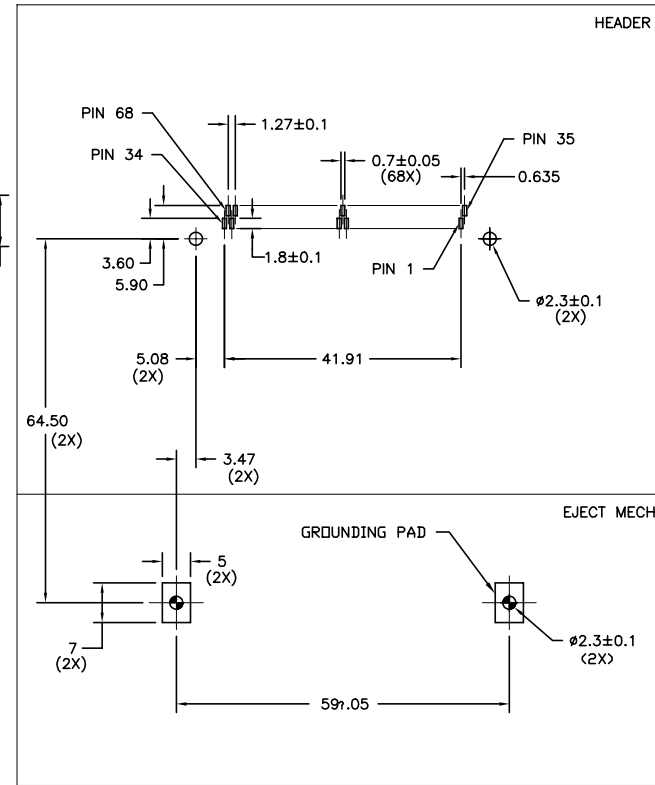 HEADER
PIN 68
1.27±0.1
PIN 34
0.7±0.05
(68X)
PIN 35
0.635
3.60
5.90
1.8±0.1
PIN 1
ø2.3±0.1
(2X)
5.08
(2X)
41.91
64.50
(2X)
3.47
(2X)
EJECT MECH
GROUNDING PAD
5
(2X)
7
(2X)
ø2.3±0.1
(2X)